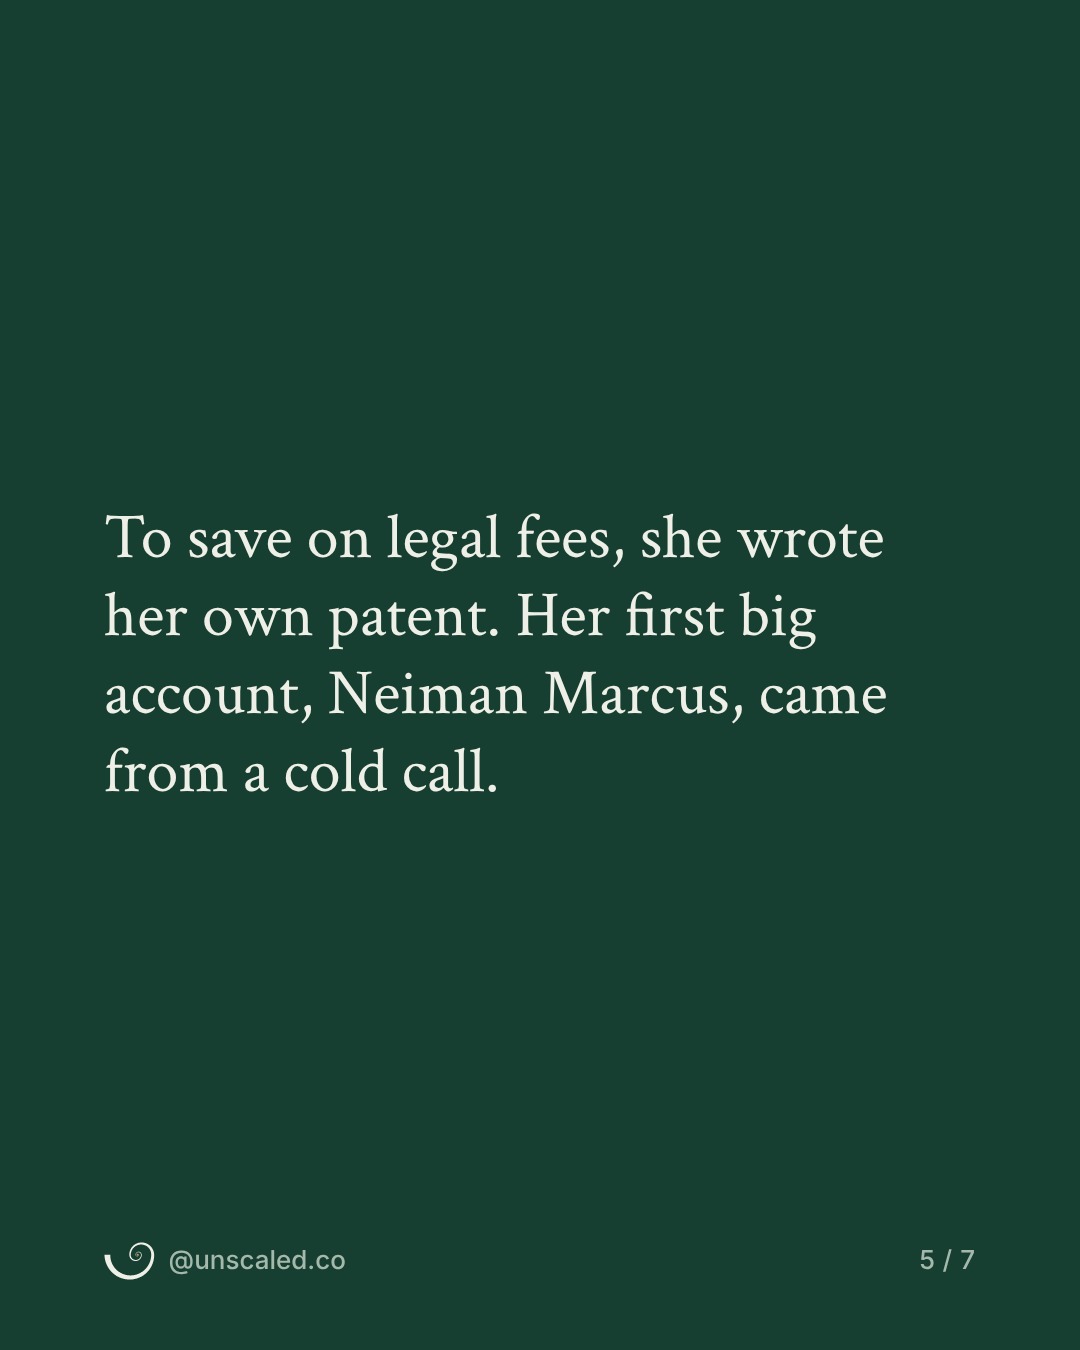 To save on legal fees, she wrote
her own patent. Her first big
account, Neiman Marcus, came
from a cold call.
@unscaled.co
5 / 7